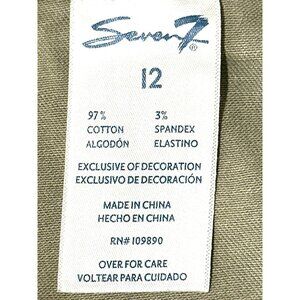 Seven7®
12
97% 3%
COTTON SPANDEX
ALGODÓN ELASTINO
EXCLUSIVE OF DECORATION
EXCLUSIVO DE DECORACIÓN
MADE IN CHINA
HECHO EN CHINA
RN# 109890
OVER FOR CARE
VOLTEAR PARA CUIDADO